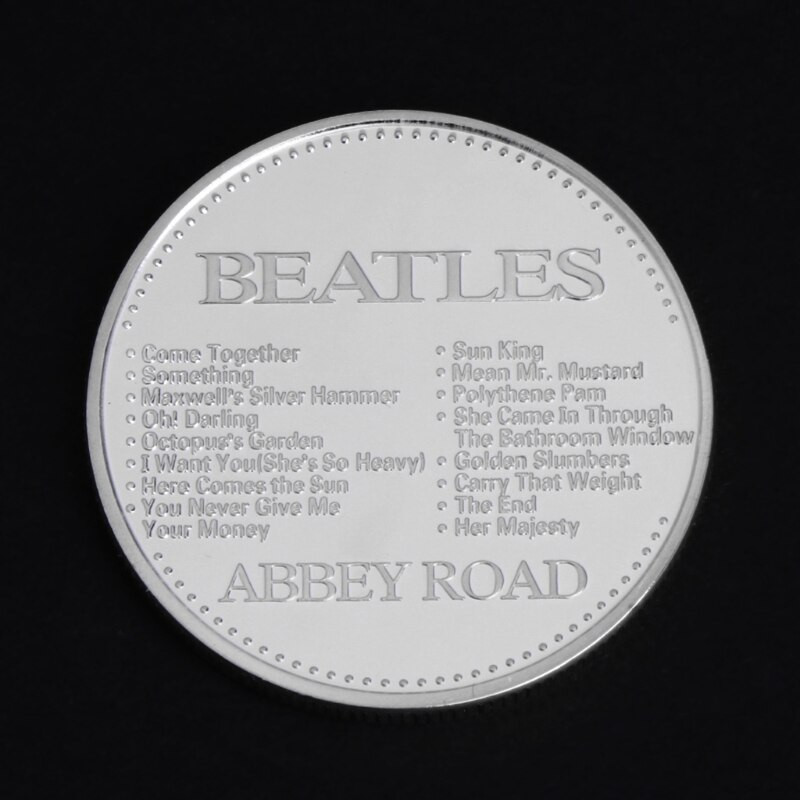 BEATLES
• Come Together
• Something
• Maxwell's Silver Hammer
• Oh! Darling
• Octopus's Garden
• I Want You(She's So Heavy)
• Here Comes the Sun
• You Never Give Me
Your Money
• Sun King
• Mean Mr. Mustard
• Polythene Pam
• She Came In Through
The Bathroom Window
• Golden Slumbers
• Carry That Weight
• The End
• Her Majesty
ABBEY ROAD